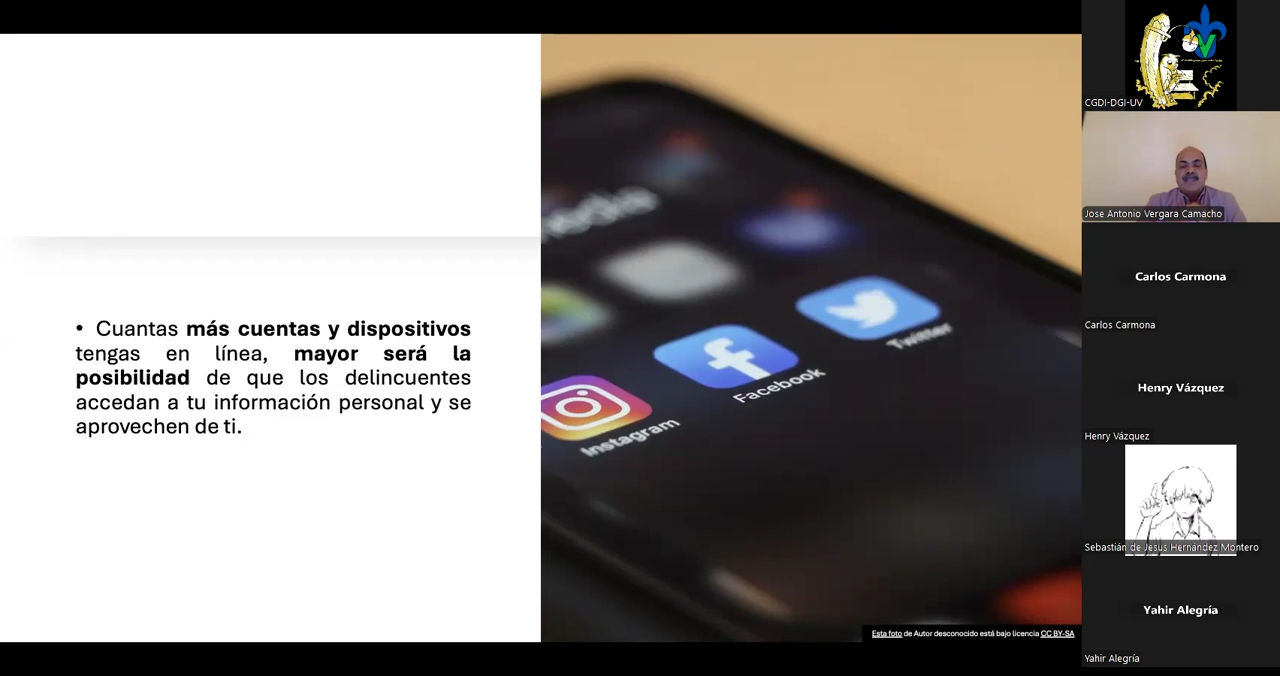 • Cuantas más cuentas y dispositivos
tengas en línea, mayor será la
posibilidad de que los delincuentes
accedan a tu información personal y se
aprovechen de ti.
Instagram
Facebook
Twitter
Esta foto de Autor desconocido está bajo licencia CC BY-SA
CGDI-DGI-UV
Jose Antonio Vergara Camacho
Carlos Carmona
Carlos Carmona
Henry Vázquez
Henry Vázquez
Sebastián de Jesus Hernández Montero
Yahir Alegría
Yahir Alegría